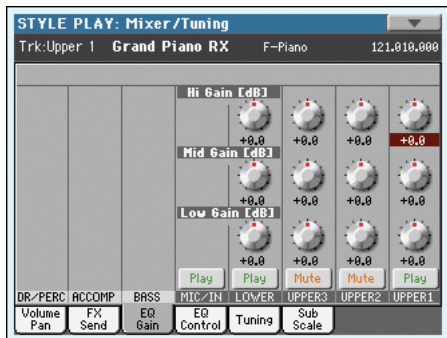 STYLE PLAY: Mixer/Tuning
Trk:Upper 1 Grand Piano RX F-Piano 121.010.000
Hi Gain [dB]
+0.0 +0.0 +0.0 +0.0
Mid Gain [dB]
+0.0 +0.0 +0.0 +0.0
Low Gain [dB]
+0.0 +0.0 +0.0 +0.0
Play Play Mute Mute Play
DR/PERC ACCOMP BASS MIC/IN LOWER UPPER3 UPPER2 UPPER1
Volume Pan FX Send EQ Gain EQ Control Tuning Sub Scale